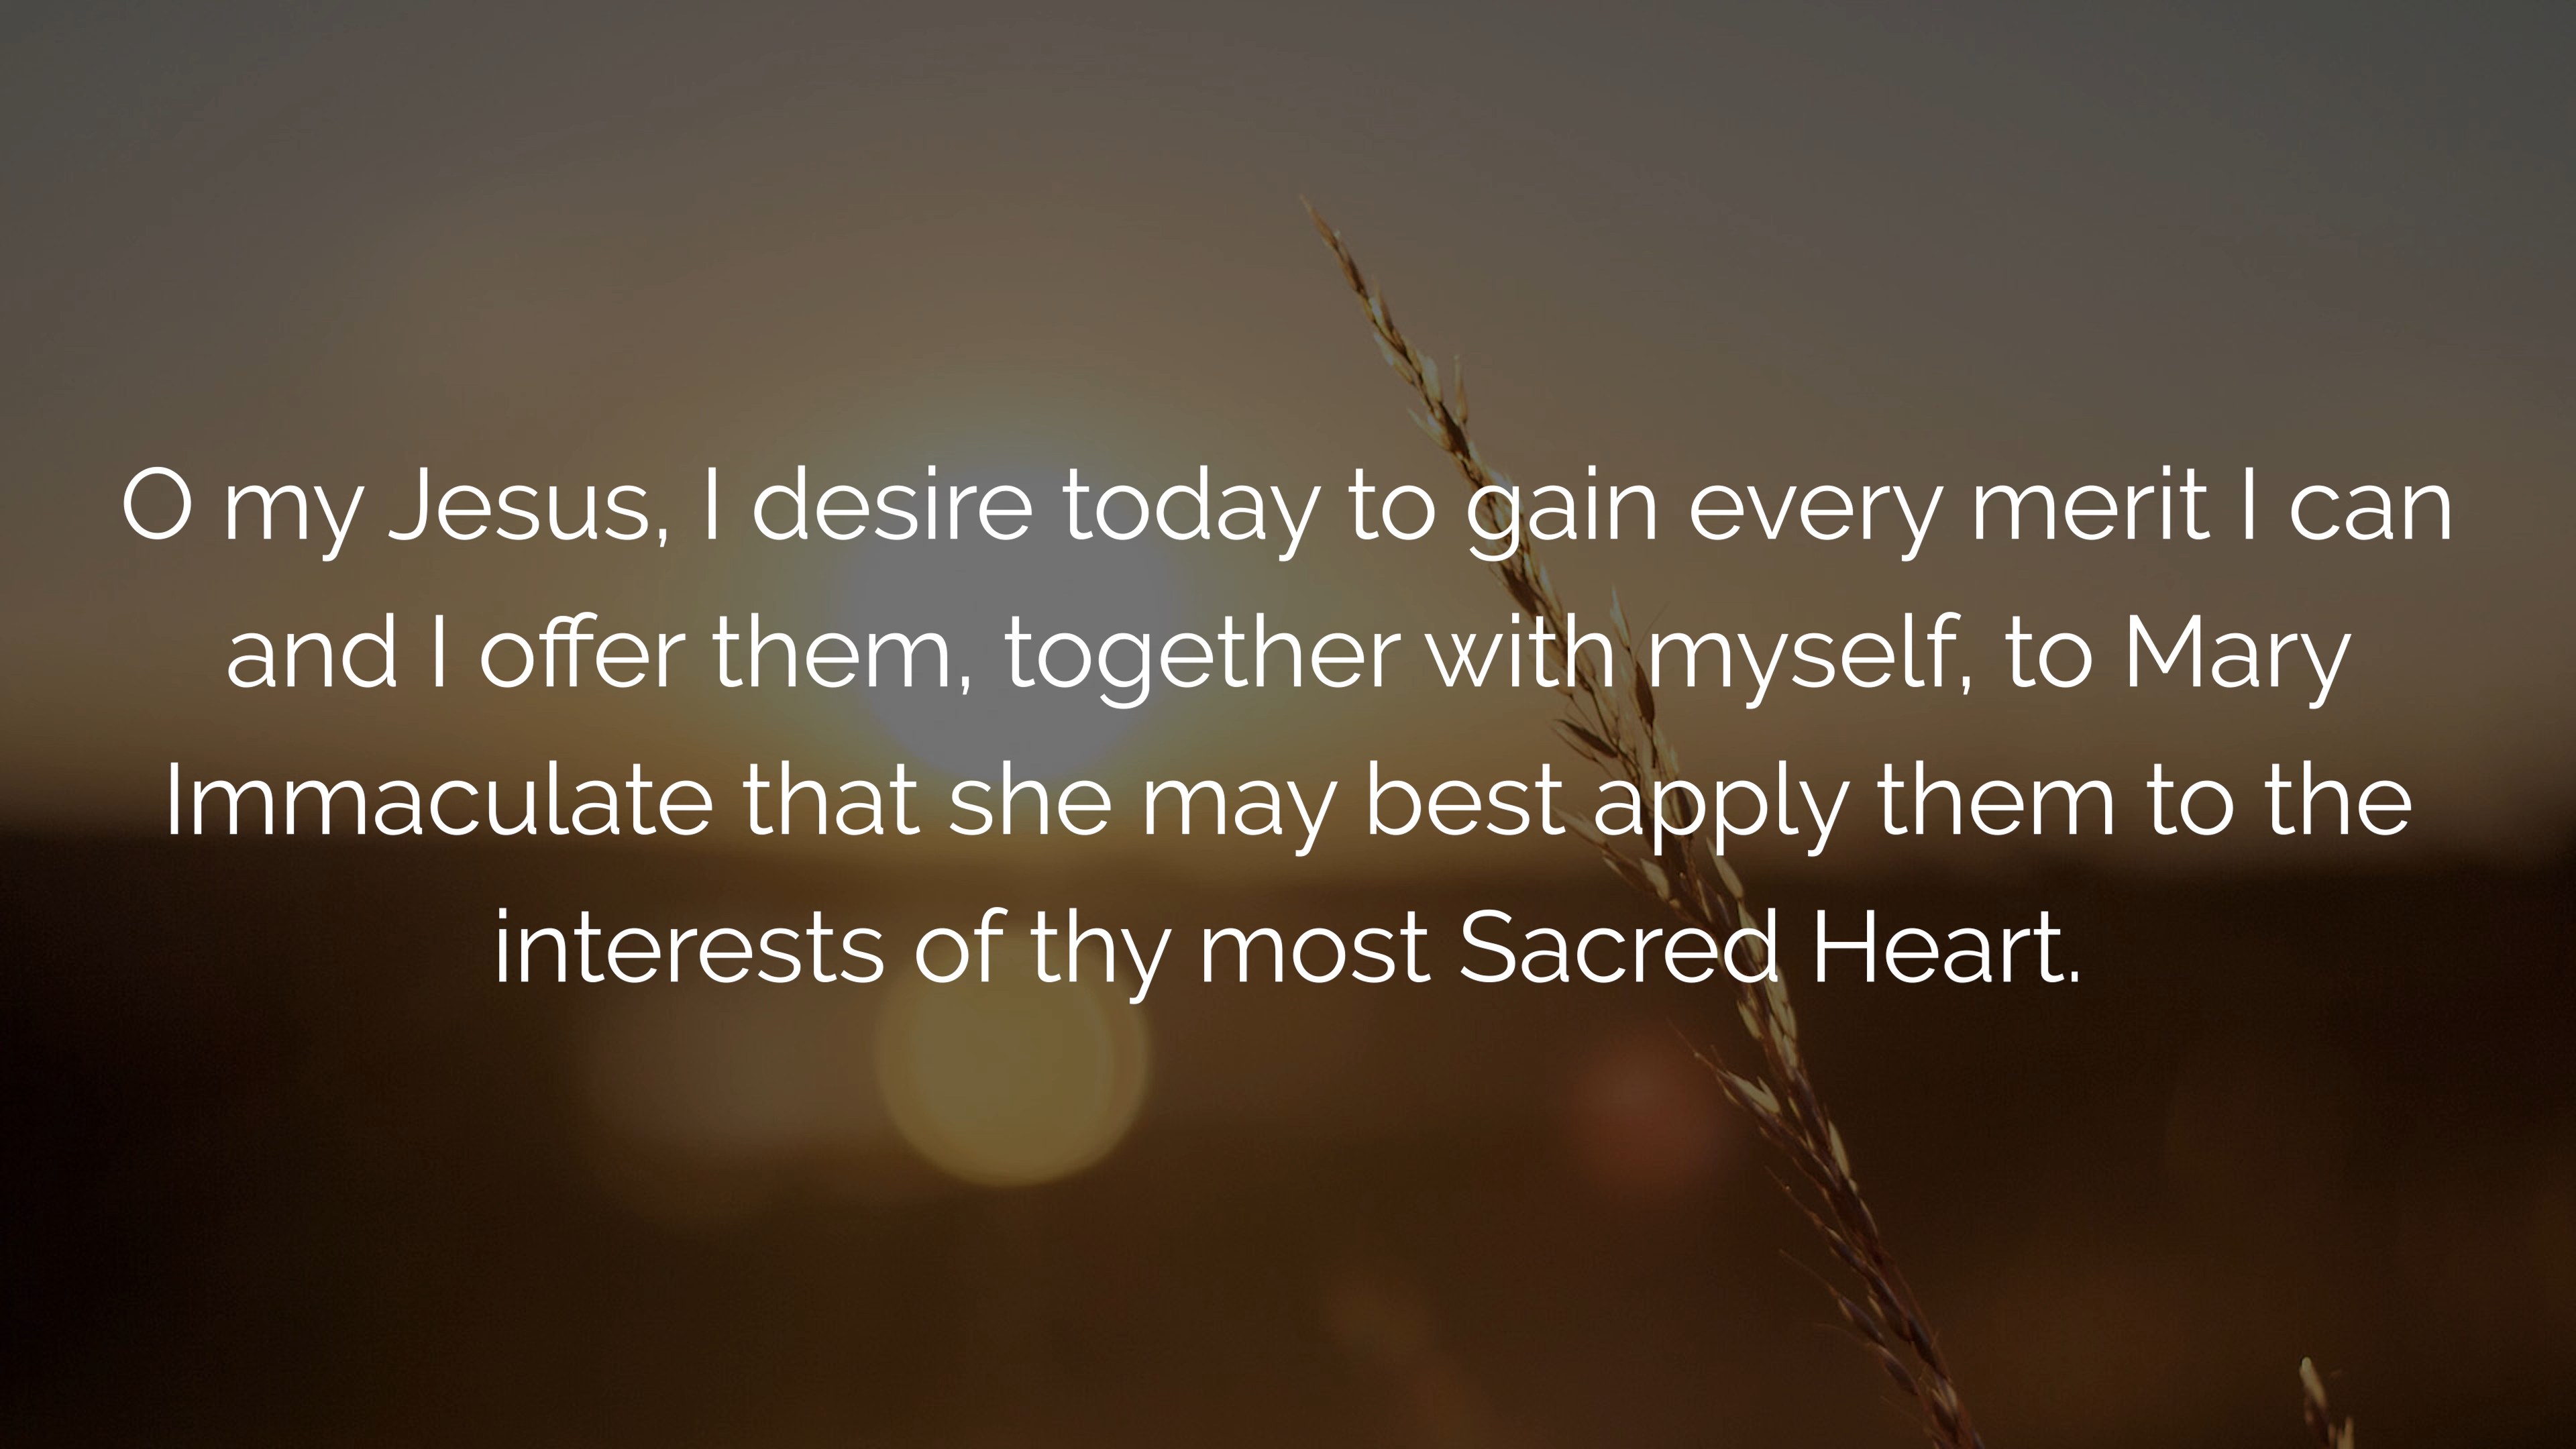 O my Jesus, I desire today to gain every merit I can
and I offer them, together with myself, to Mary
Immaculate that she may best apply them to the
interests of thy most Sacred Heart.